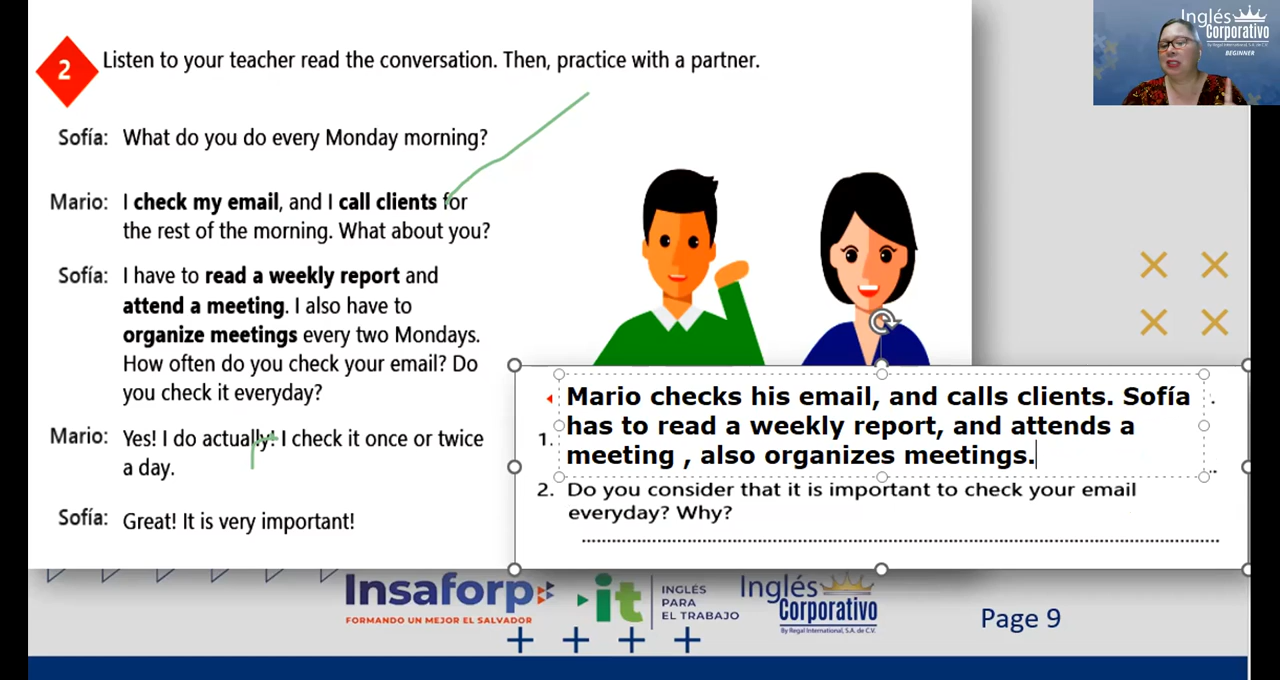 2 Listen to your teacher read the conversation. Then, practice with a partner.
Sofía: What do you do every Monday morning?
Mario: I check my email, and I call clients for
the rest of the morning. What about you?
Sofía: I have to read a weekly report and
attend a meeting. I also have to
organize meetings every two Mondays.
How often do you check your email? Do
you check it everyday?
Mario: Yes! I do actually! I check it once or twice
a day.
Sofía: Great! It is very important!
Mario checks his email, and calls clients. Sofía
1. has to read a weekly report, and attends a
meeting , also organizes meetings.
2. Do you consider that it is important to check your email
everyday? Why?
Insaforp
FORMANDO UN MEJOR EL SALVADOR
it
INGLÉS
PARA
EL TRABAJO
Inglés
Corporativo
By Regal International, S.A. de C.V.
Page 9
Inglés
Corporativo
By Regal International, S.A. de C.V.
BEGINNER